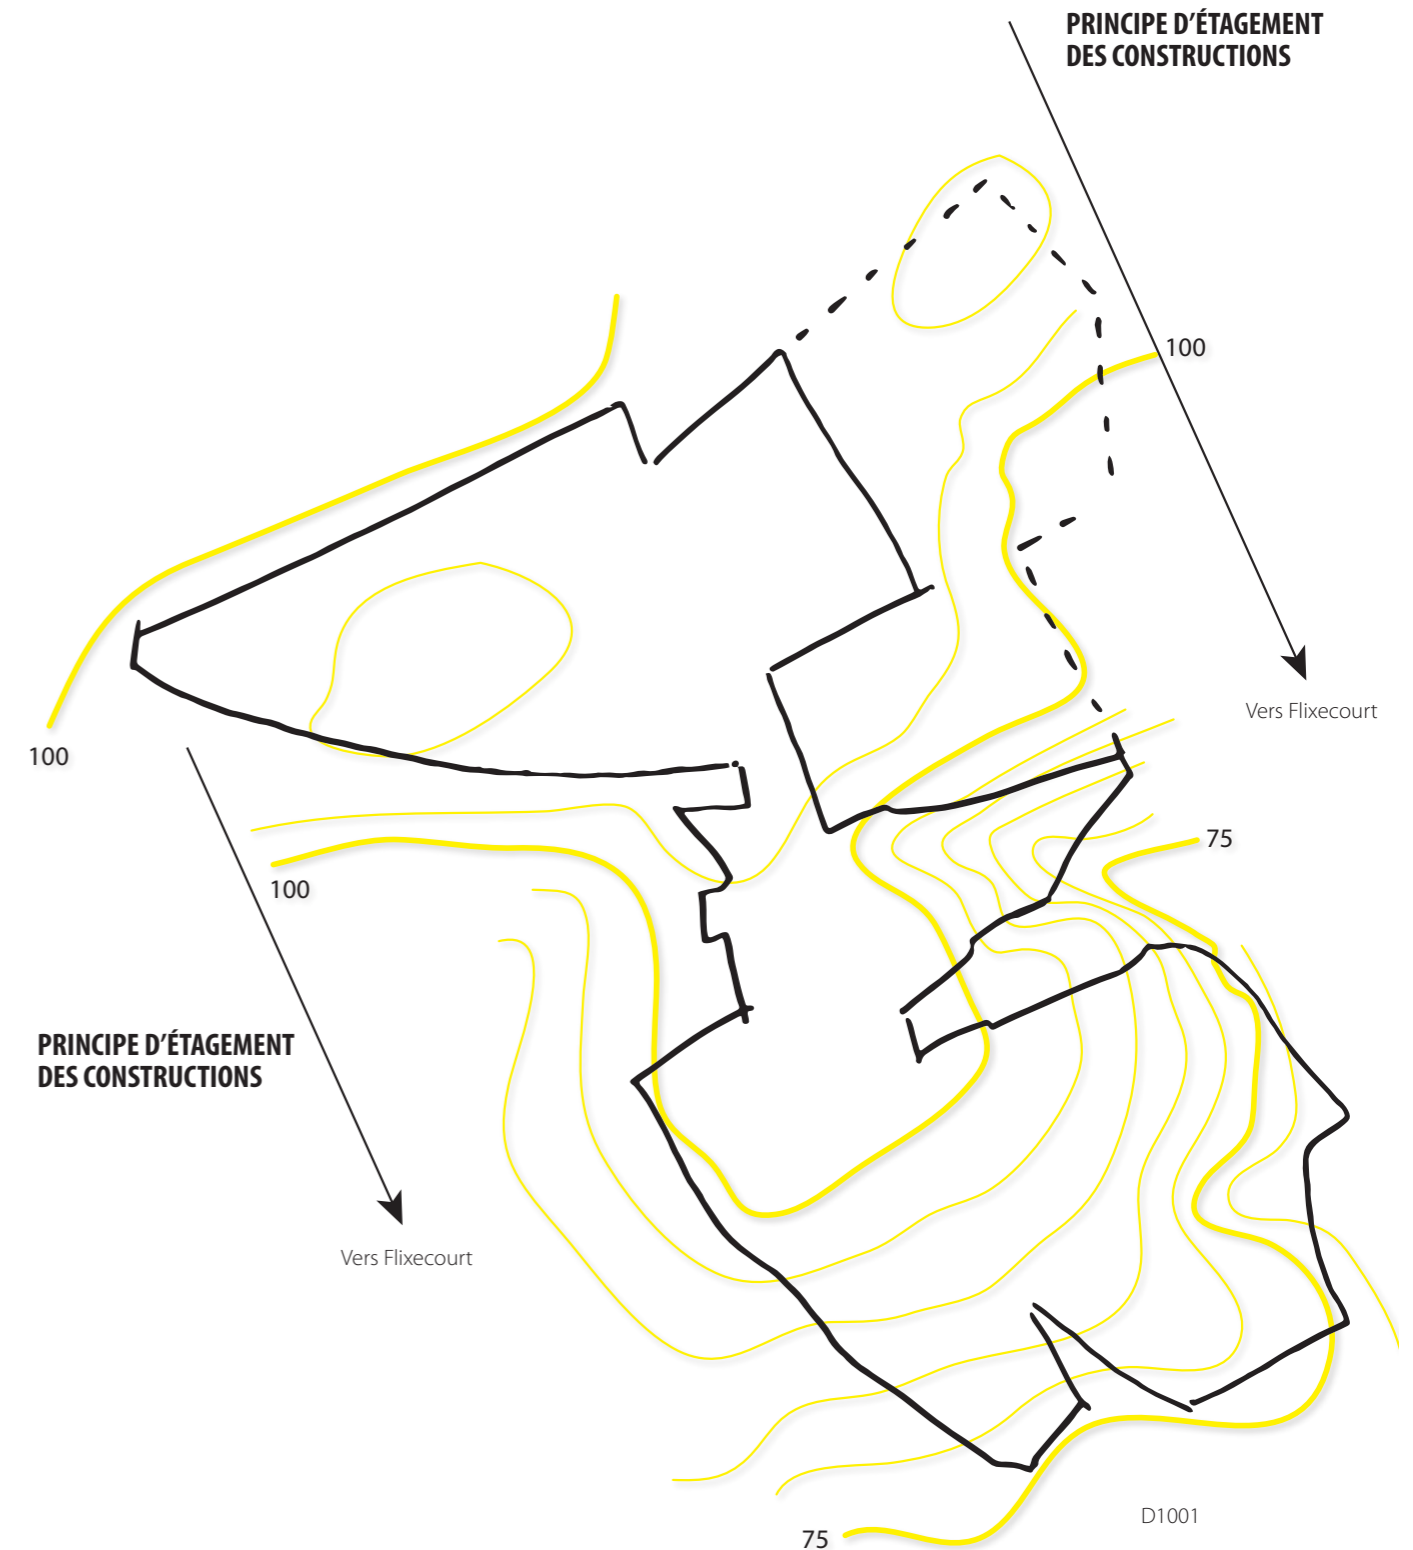 PRINCIPE D'ÉTAGEMENT
DES CONSTRUCTIONS
100
Vers Flixecourt
100
75
100
PRINCIPE D'ÉTAGEMENT
DES CONSTRUCTIONS
Vers Flixecourt
D1001
75